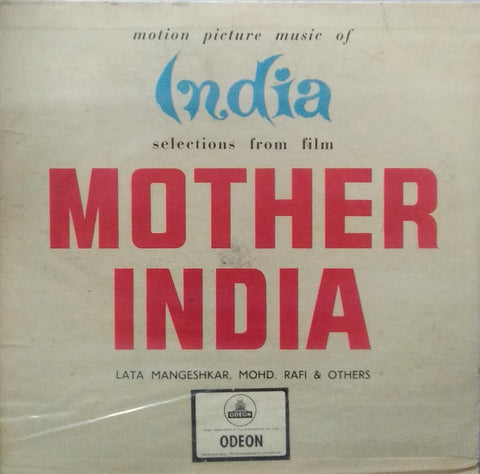 motion picture music of
India
selections from film
MOTHER
INDIA
LATA MANGESHKAR, MOHD. RAFI & OTHERS
ODEON
ODEON